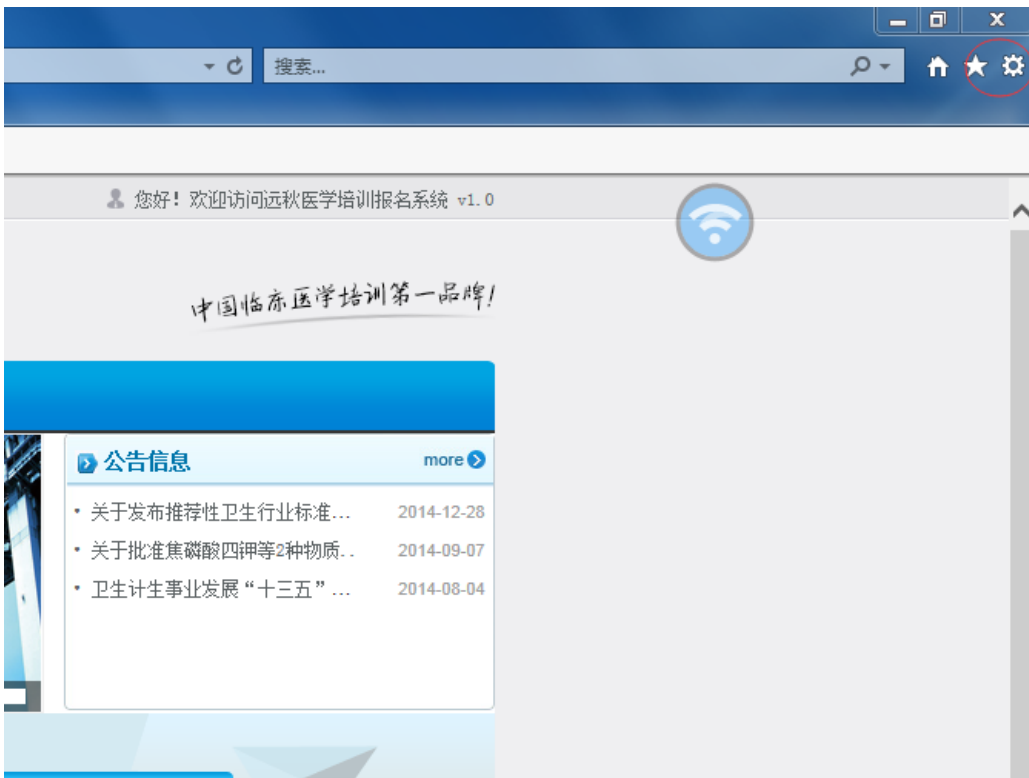 搜索...
您好！欢迎访问远秋医学培训报名系统 v1.0
中国临床医学培训第一品牌!
公告信息 more
• 关于发布推荐性卫生行业标准... 2014-12-28
• 关于批准焦磷酸四钾等2种物质.. 2014-09-07
• 卫生计生事业发展“十三五”... 2014-08-04